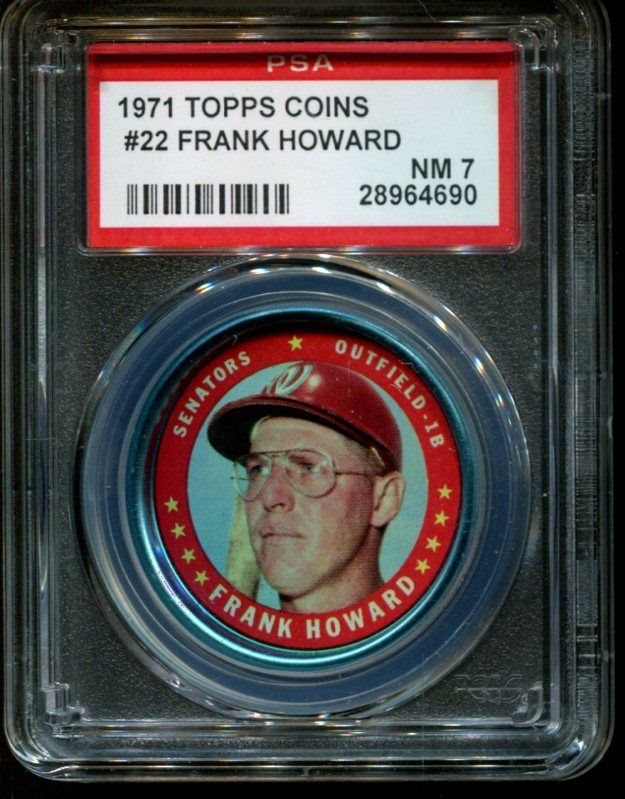 PSA
1971 TOPPS COINS
#22 FRANK HOWARD
NM 7
28964690
SENATORS ★ OUTFIELD-1B
FRANK HOWARD